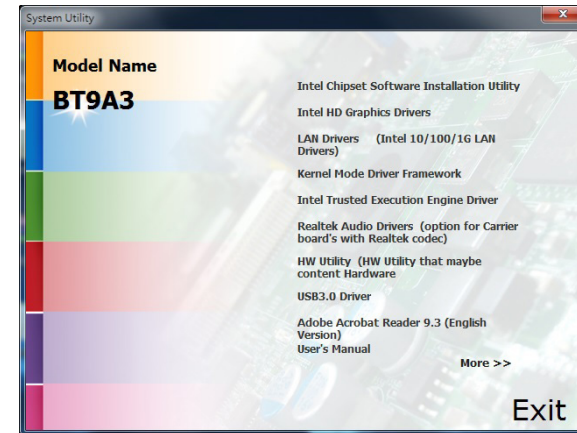 System Utility
Model Name
BT9A3
Intel Chipset Software Installation Utility
Intel HD Graphics Drivers
LAN Drivers (Intel 10/100/1G LAN
Drivers)
Kernel Mode Driver Framework
Intel Trusted Execution Engine Driver
Realtek Audio Drivers (option for Carrier
board's with Realtek codec)
HW Utility (HW Utility that maybe
content Hardware
USB3.0 Driver
Adobe Acrobat Reader 9.3 (English
Version)
User's Manual
More >>
Exit